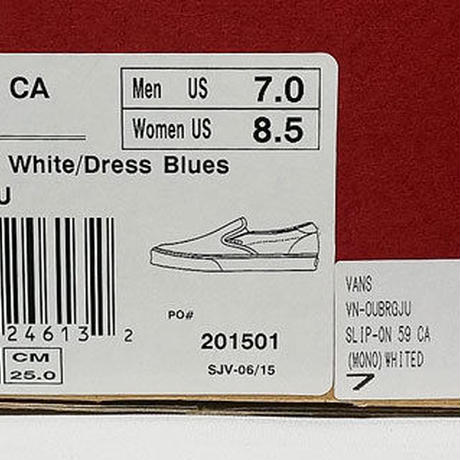 CA
Men US 7.0
Women US 8.5
White/Dress Blues
U
24613 2
PO#
201501
CM
25.0
SJV-06/15
VANS
VN-0UBRGJU
SLIP-ON 59 CA
(MONO)WHITED
7